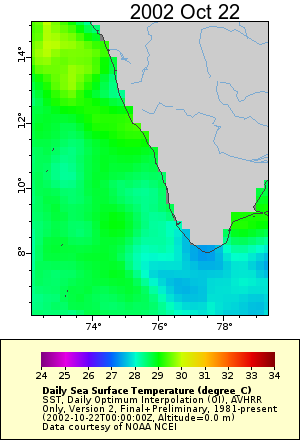 2002 Oct 22
14°
12°
10°
8°
74° 76° 78°
24 25 26 27 28 29 30 31 32 33 34
Daily Sea Surface Temperature (degree_C)
SST, Daily Optimum Interpolation (OI), AVHRR
Only, Version 2, Final+Preliminary, 1981-present
(2002-10-22T00:00:00Z, Altitude=0.0 m)
Data courtesy of NOAA NCEI